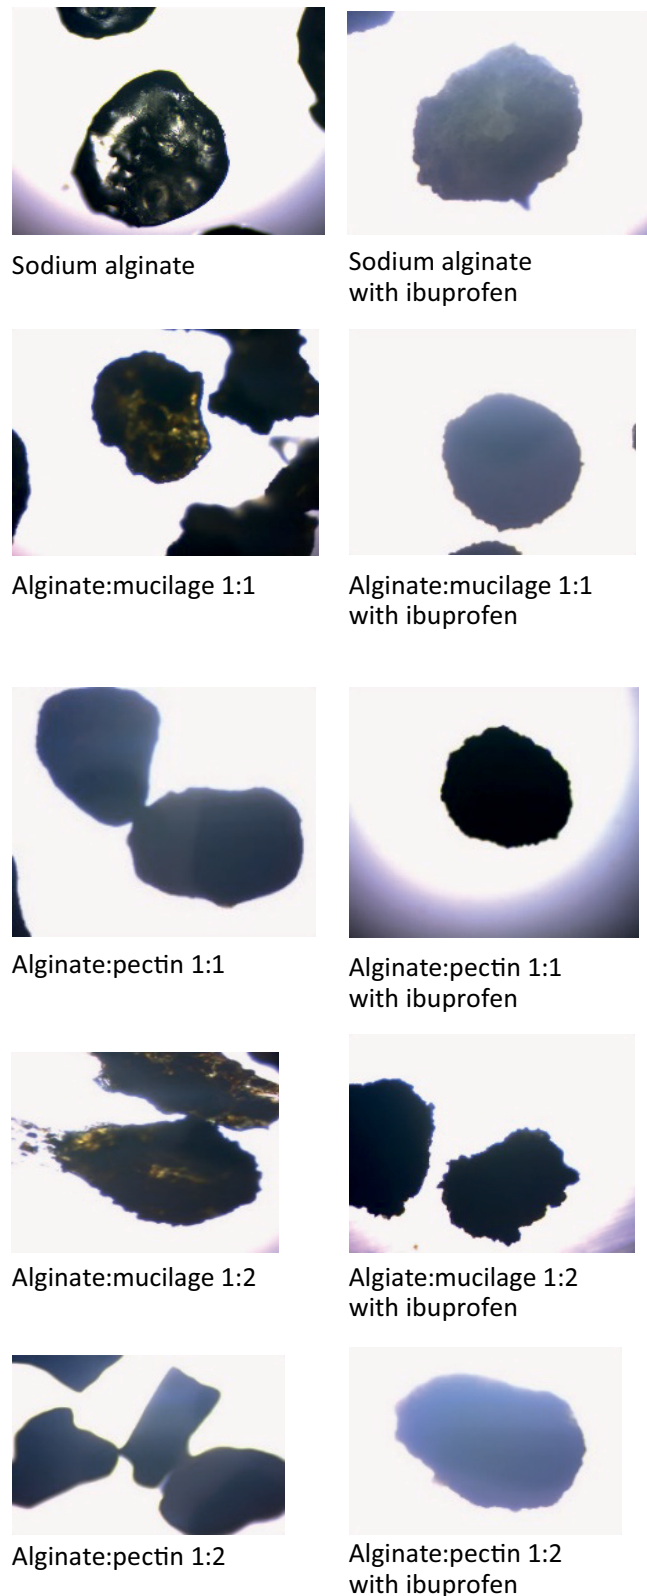 Sodium alginate
Sodium alginate
with ibuprofen
Alginate:mucilage 1:1
Alginate:mucilage 1:1
with ibuprofen
Alginate:pectin 1:1
Alginate:pectin 1:1
with ibuprofen
Alginate:mucilage 1:2
Algiate:mucilage 1:2
with ibuprofen
Alginate:pectin 1:2
Alginate:pectin 1:2
with ibuprofen